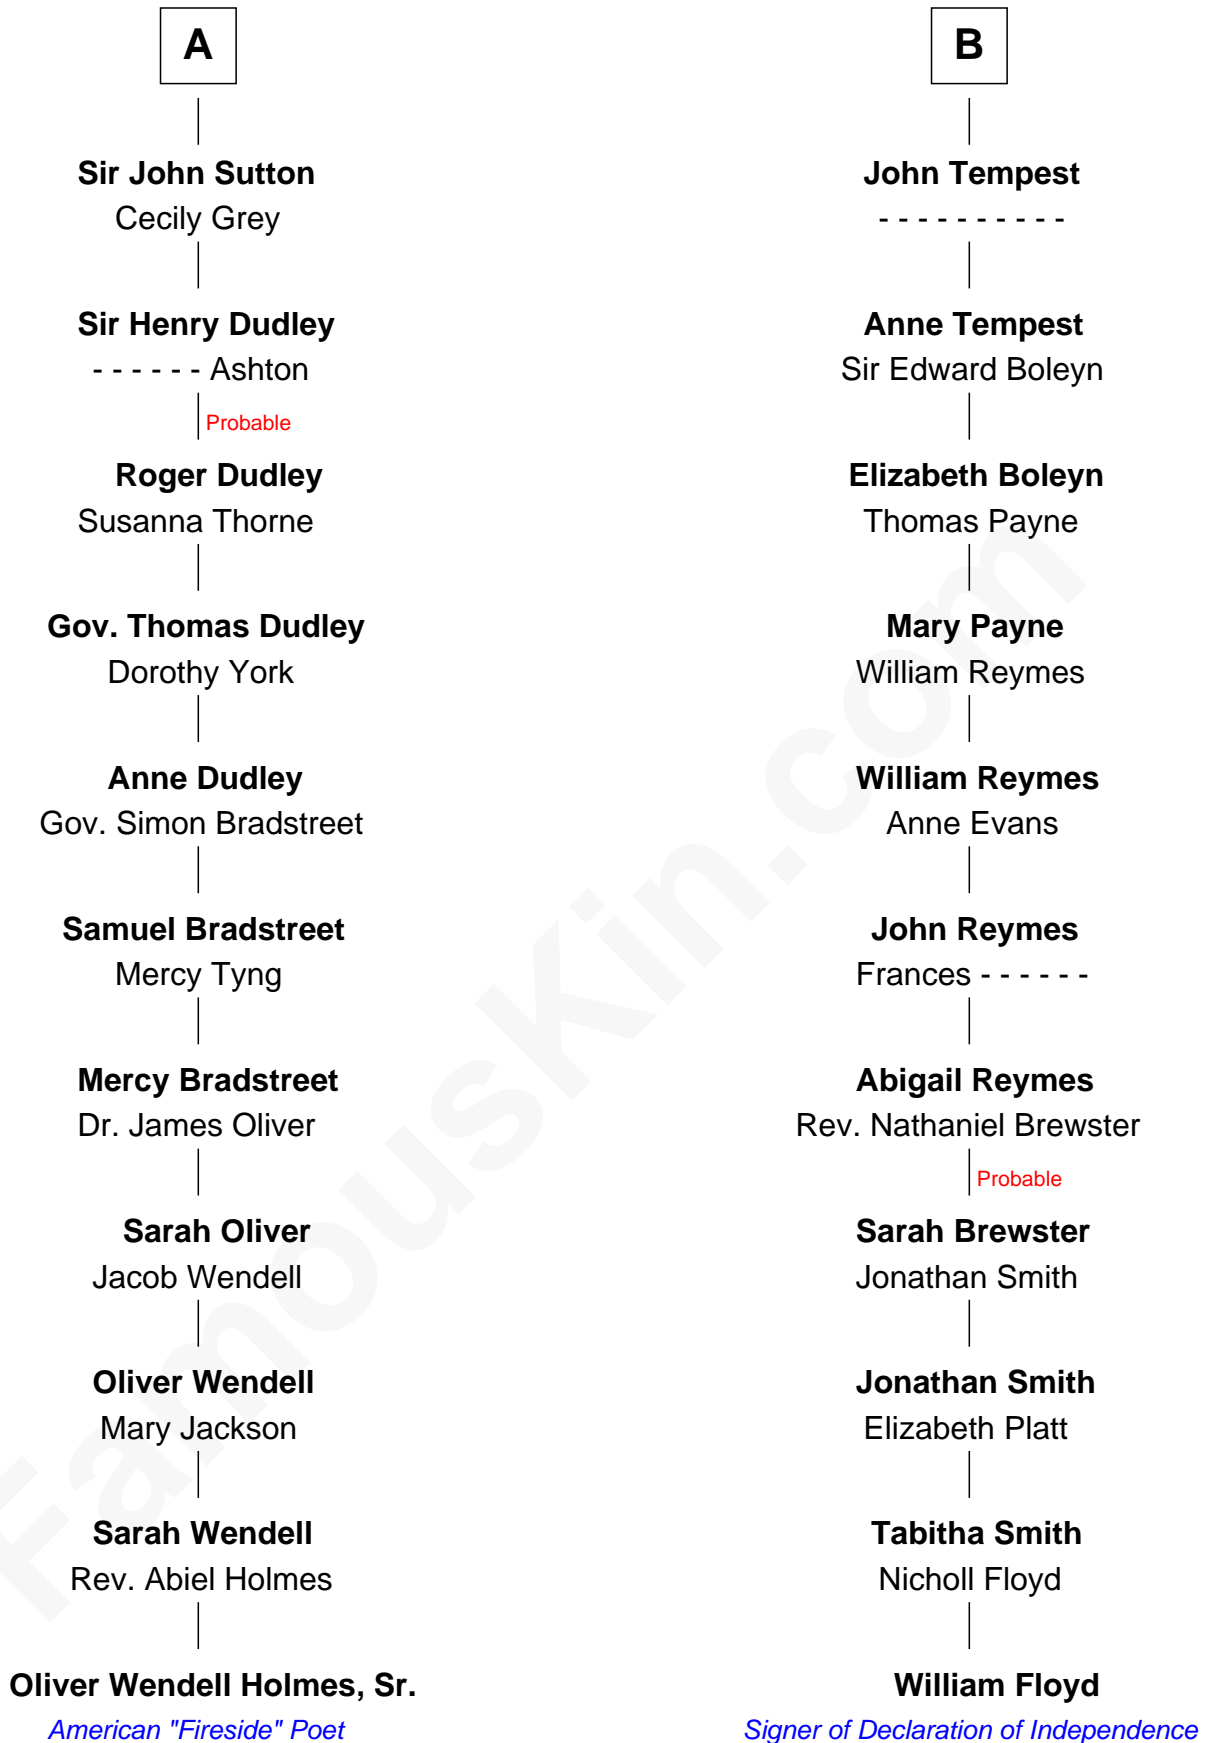 A
Sir John Sutton
Cecily Grey
Sir Henry Dudley
- - - - - - Ashton
Probable
Roger Dudley
Susanna Thorne
Gov. Thomas Dudley
Dorothy York
Anne Dudley
Gov. Simon Bradstreet
Samuel Bradstreet
Mercy Tyng
Mercy Bradstreet
Dr. James Oliver
Sarah Oliver
Jacob Wendell
Oliver Wendell
Mary Jackson
Sarah Wendell
Rev. Abiel Holmes
Oliver Wendell Holmes, Sr.
American "Fireside" Poet
B
John Tempest
- - - - - - - - - -
Anne Tempest
Sir Edward Boleyn
Elizabeth Boleyn
Thomas Payne
Mary Payne
William Reymes
William Reymes
Anne Evans
John Reymes
Frances - - - - - -
Abigail Reymes
Rev. Nathaniel Brewster
Probable
Sarah Brewster
Jonathan Smith
Jonathan Smith
Elizabeth Platt
Tabitha Smith
Nicholl Floyd
William Floyd
Signer of Declaration of Independence
FamousKin.com